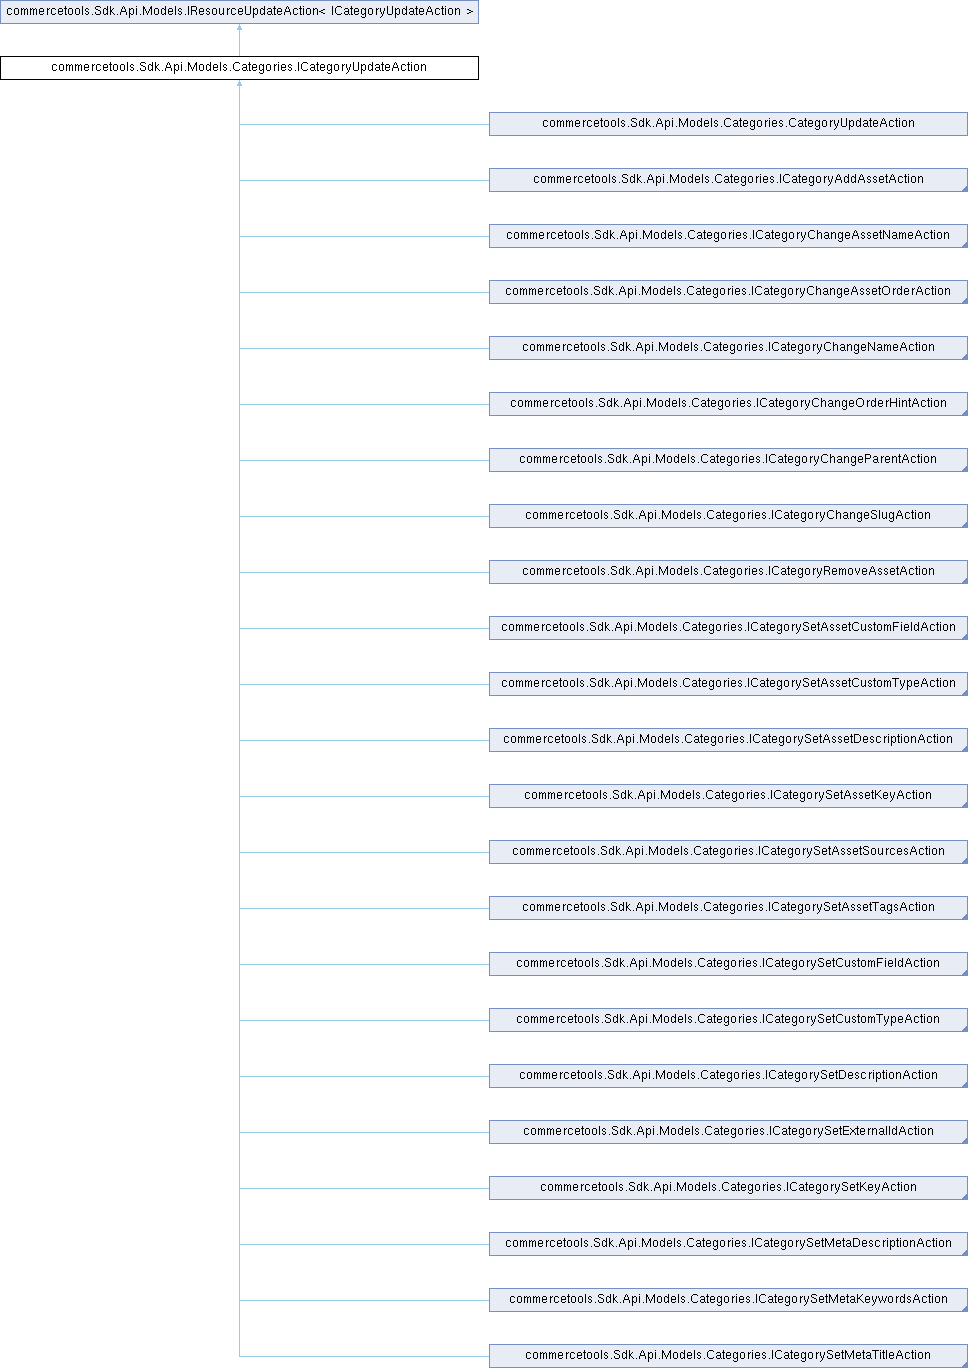 commercetools.Sdk.Api.Models.IResourceUpdateAction< ICategoryUpdateAction >
commercetools.Sdk.Api.Models.Categories.ICategoryUpdateAction
commercetools.Sdk.Api.Models.Categories.CategoryUpdateAction
commercetools.Sdk.Api.Models.Categories.ICategoryAddAssetAction
commercetools.Sdk.Api.Models.Categories.ICategoryChangeAssetNameAction
commercetools.Sdk.Api.Models.Categories.ICategoryChangeAssetOrderAction
commercetools.Sdk.Api.Models.Categories.ICategoryChangeNameAction
commercetools.Sdk.Api.Models.Categories.ICategoryChangeOrderHintAction
commercetools.Sdk.Api.Models.Categories.ICategoryChangeParentAction
commercetools.Sdk.Api.Models.Categories.ICategoryChangeSlugAction
commercetools.Sdk.Api.Models.Categories.ICategoryRemoveAssetAction
commercetools.Sdk.Api.Models.Categories.ICategorySetAssetCustomFieldAction
commercetools.Sdk.Api.Models.Categories.ICategorySetAssetCustomTypeAction
commercetools.Sdk.Api.Models.Categories.ICategorySetAssetDescriptionAction
commercetools.Sdk.Api.Models.Categories.ICategorySetAssetKeyAction
commercetools.Sdk.Api.Models.Categories.ICategorySetAssetSourcesAction
commercetools.Sdk.Api.Models.Categories.ICategorySetAssetTagsAction
commercetools.Sdk.Api.Models.Categories.ICategorySetCustomFieldAction
commercetools.Sdk.Api.Models.Categories.ICategorySetCustomTypeAction
commercetools.Sdk.Api.Models.Categories.ICategorySetDescriptionAction
commercetools.Sdk.Api.Models.Categories.ICategorySetExternalIdAction
commercetools.Sdk.Api.Models.Categories.ICategorySetKeyAction
commercetools.Sdk.Api.Models.Categories.ICategorySetMetaDescriptionAction
commercetools.Sdk.Api.Models.Categories.ICategorySetMetaKeywordsAction
commercetools.Sdk.Api.Models.Categories.ICategorySetMetaTitleAction